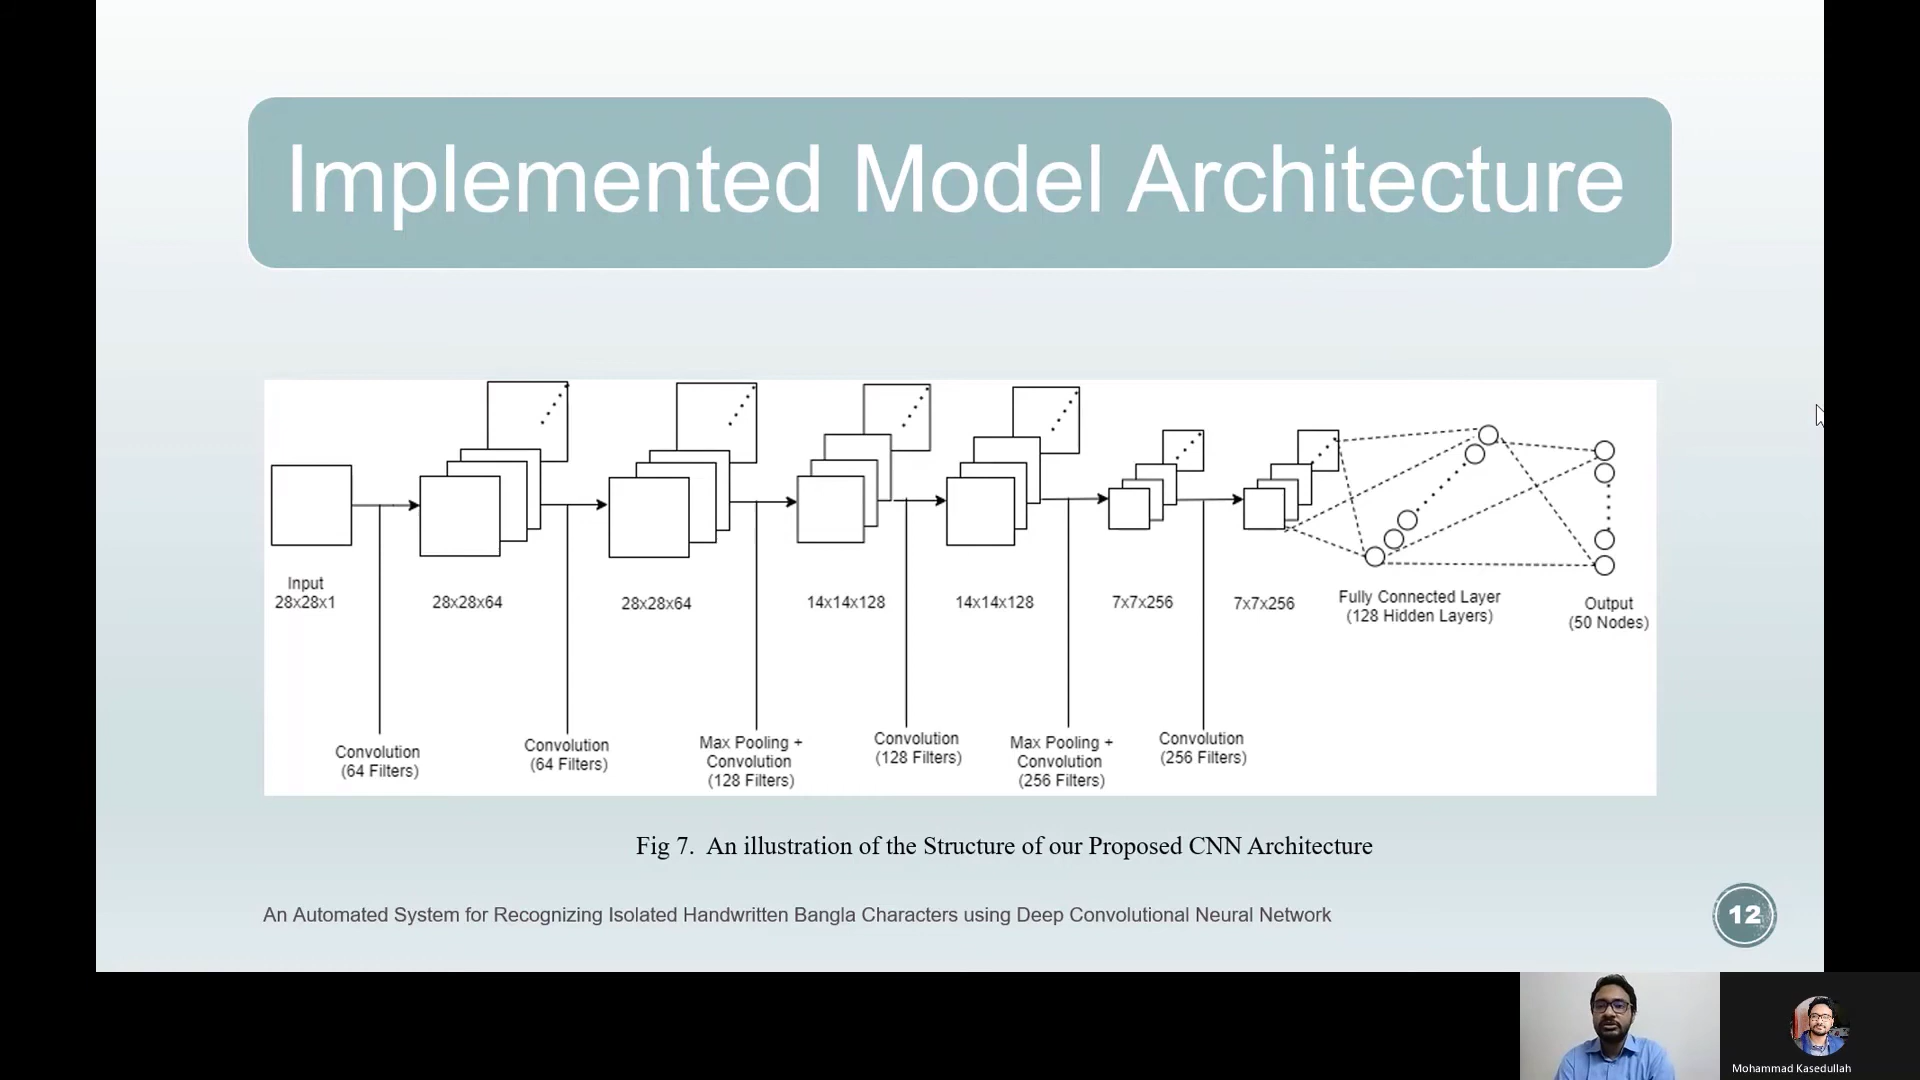 Implemented Model Architecture
Input
28x28x1
28x28x64
28x28x64
14x14x128
14x14x128
7x7x256
7x7x256
Fully Connected Layer
(128 Hidden Layers)
Output
(50 Nodes)
Convolution
(64 Filters)
Convolution
(64 Filters)
Max Pooling +
Convolution
(128 Filters)
Convolution
(128 Filters)
Max Pooling +
Convolution
(256 Filters)
Convolution
(256 Filters)
Fig 7. An illustration of the Structure of our Proposed CNN Architecture
An Automated System for Recognizing Isolated Handwritten Bangla Characters using Deep Convolutional Neural Network
12
Mohammad Kasedullah